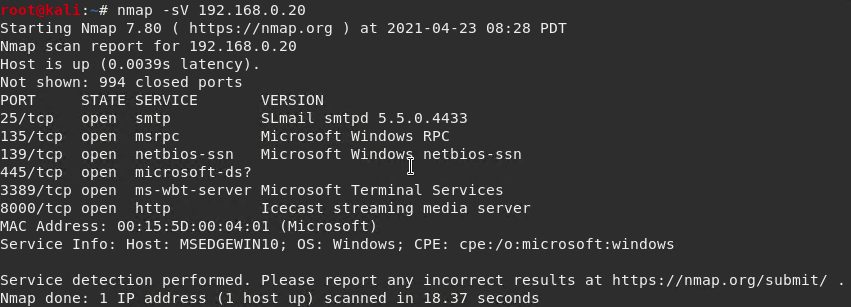 root@kali:~# nmap -sV 192.168.0.20
Starting Nmap 7.80 ( https://nmap.org ) at 2021-04-23 08:28 PDT
Nmap scan report for 192.168.0.20
Host is up (0.0039s latency).
Not shown: 994 closed ports
PORT     STATE SERVICE       VERSION
25/tcp   open  smtp          SLmail smtpd 5.5.0.4433
135/tcp  open  msrpc         Microsoft Windows RPC
139/tcp  open  netbios-ssn   Microsoft Windows netbios-ssn
445/tcp  open  microsoft-ds?
3389/tcp open  ms-wbt-server Microsoft Terminal Services
8000/tcp open  http          Icecast streaming media server
MAC Address: 00:15:5D:00:04:01 (Microsoft)
Service Info: Host: MSEDGEWIN10; OS: Windows; CPE: cpe:/o:microsoft:windows
Service detection performed. Please report any incorrect results at https://nmap.org/submit/ .
Nmap done: 1 IP address (1 host up) scanned in 18.37 seconds